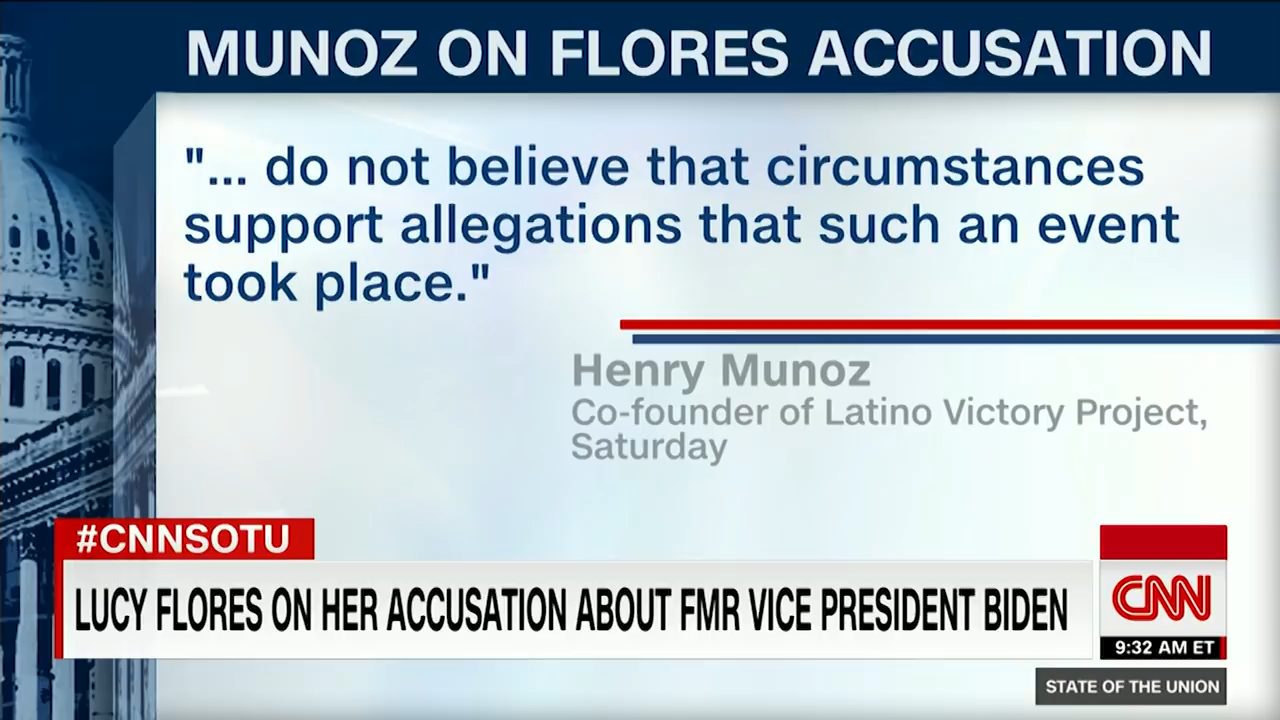 MUNOZ ON FLORES ACCUSATION
"... do not believe that circumstances
support allegations that such an event
took place."
Henry Munoz
Co-founder of Latino Victory Project,
Saturday
#CNNSOTU
LUCY FLORES ON HER ACCUSATION ABOUT FMR VICE PRESIDENT BIDEN
CNN
9:32 AM ET
STATE OF THE UNION